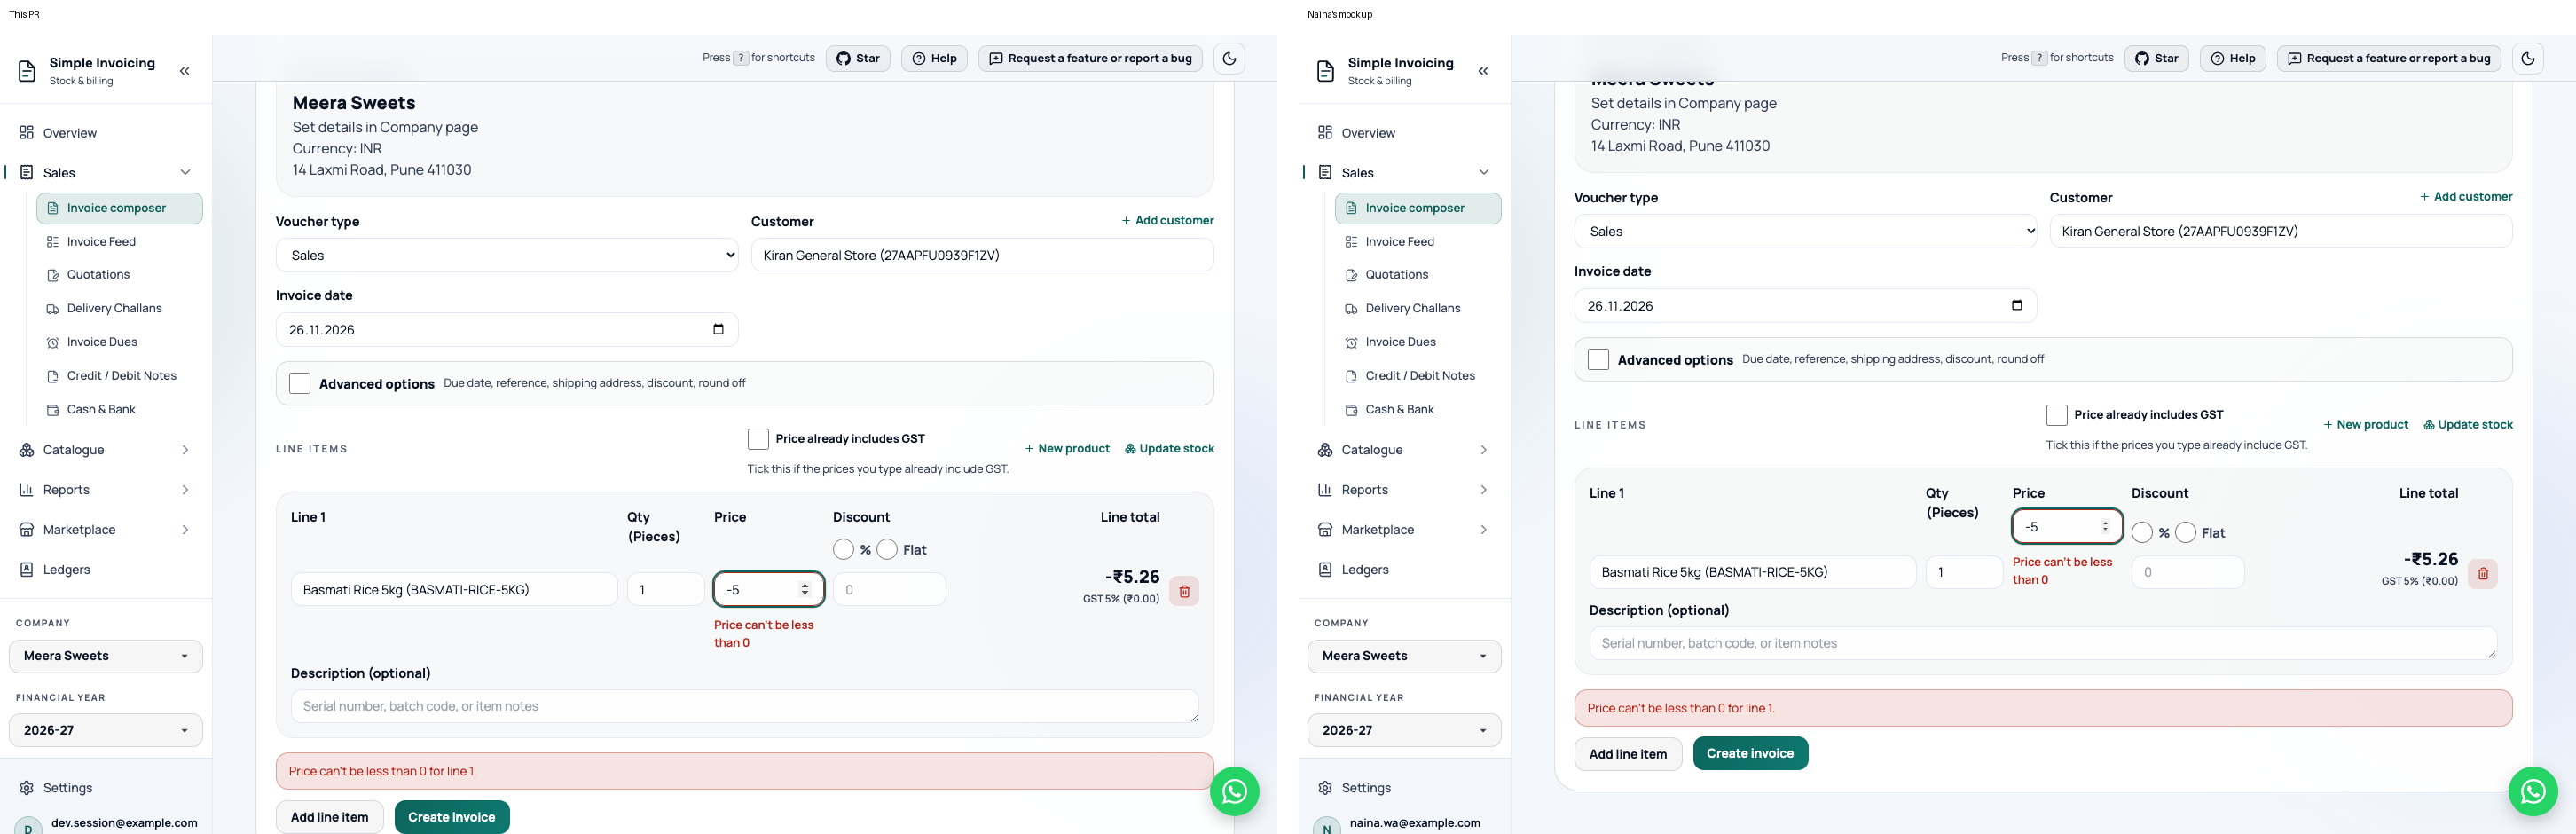 This PR
Simple Invoicing
Stock & billing
Press ? for shortcuts
Star
Help
Request a feature or report a bug
Overview
Sales
Invoice composer
Invoice Feed
Quotations
Delivery Challans
Invoice Dues
Credit / Debit Notes
Cash & Bank
Catalogue
Reports
Marketplace
Ledgers
COMPANY
Meera Sweets
FINANCIAL YEAR
2026-27
Settings
D
dev.session@example.com
Meera Sweets
Set details in Company page
Currency: INR
14 Laxmi Road, Pune 411030
Voucher type
Customer
+ Add customer
Sales
Kiran General Store (27AAPFU0939F1ZV)
Invoice date
26.11.2026
Advanced options Due date, reference, shipping address, discount, round off
LINE ITEMS
Price already includes GST
Tick this if the prices you type already include GST.
+ New product
Update stock
Line 1
Qty
(Pieces)
Price
Discount
Line total
% Flat
Basmati Rice 5kg (BASMATI-RICE-5KG)
1
-5
0
-₹5.26
GST 5% (₹0.00)
Price can't be less
than 0
Description (optional)
Serial number, batch code, or item notes
Price can't be less than 0 for line 1.
Add line item
Create invoice
Naina's mockup
Simple Invoicing
Stock & billing
Press ? for shortcuts
Star
Help
Request a feature or report a bug
Overview
Sales
Invoice composer
Invoice Feed
Quotations
Delivery Challans
Invoice Dues
Credit / Debit Notes
Cash & Bank
Catalogue
Reports
Marketplace
Ledgers
COMPANY
Meera Sweets
FINANCIAL YEAR
2026-27
Settings
N
naina.wa@example.com
Meera Sweets
Set details in Company page
Currency: INR
14 Laxmi Road, Pune 411030
Voucher type
Customer
+ Add customer
Sales
Kiran General Store (27AAPFU0939F1ZV)
Invoice date
26.11.2026
Advanced options Due date, reference, shipping address, discount, round off
LINE ITEMS
Price already includes GST
Tick this if the prices you type already include GST.
+ New product
Update stock
Line 1
Qty
(Pieces)
Price
Discount
Line total
-5
% Flat
Basmati Rice 5kg (BASMATI-RICE-5KG)
1
Price can't be less
than 0
0
-₹5.26
GST 5% (₹0.00)
Description (optional)
Serial number, batch code, or item notes
Price can't be less than 0 for line 1.
Add line item
Create invoice